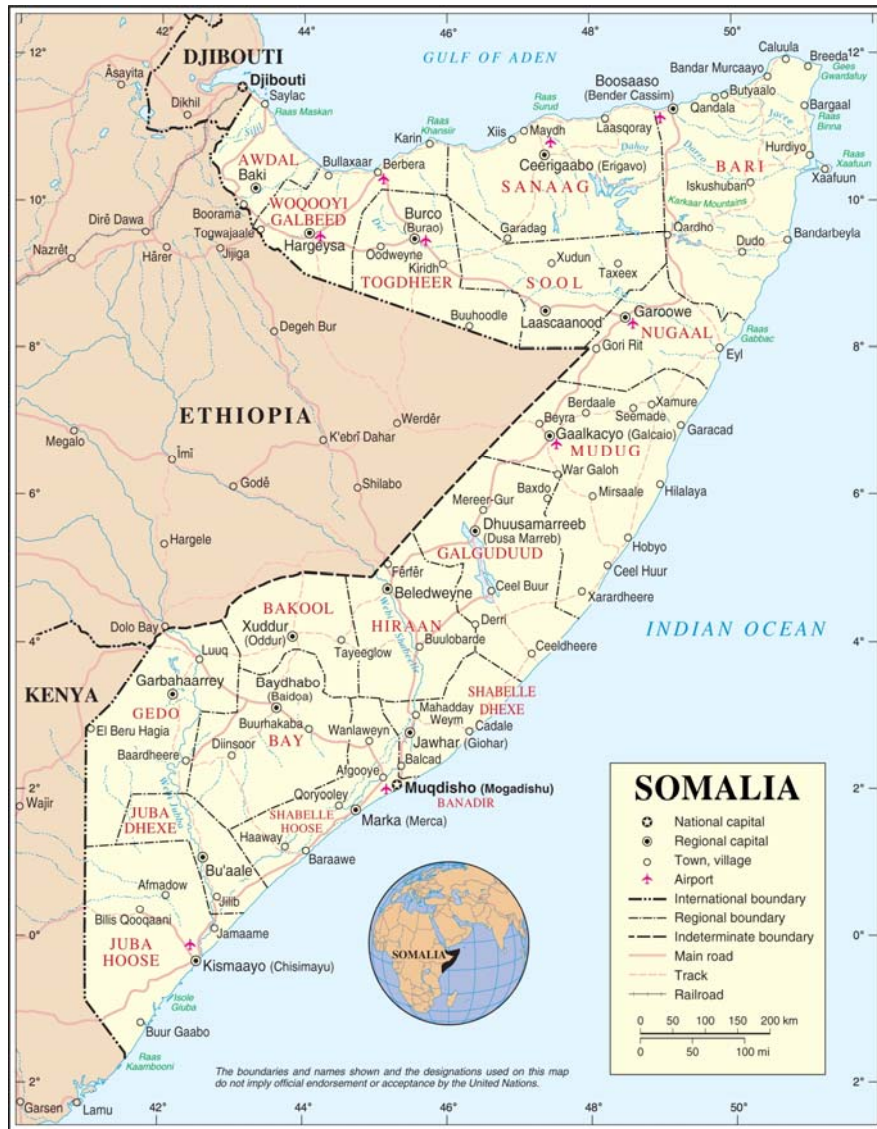 12°
DJIBOUTI
GULF OF ADEN
Caluula
Breeda
12°
Āsayita
Djibouti
Bandar Murcaayo
Gees
Gwardafuy
Boosaaso
(Bender Cassim)
Butyaalo
Saylac
Raas Maskan
Raas
Surud
Qandala
Dikhil
Raas
Khansiir
Xiis
Maydh
Laasqoray
Bargaal
Raas
Binna
Karin
Silil
Jaceel
Daror
Dahor
Hurdiyo
AWDAL
Bullaxaar
Berbera
Ceerigaabo (Erigavo)
BARI
Raas
Xaafuun
Baki
SANAAG
Iskushuban
Xaafuun
10°
WOQOOYI
GALBEED
Karkaar Mountains
10°
Boorama
Burco
(Burao)
Garadag
Dirē Dawa
Togwajaale
Hargeysa
Qardho
Bandarbeyla
Nazrēt
Hārer
Jijiga
Oodweyne
Xudun
Taxeex
Dudo
Kiridh
TOGDHEER
SOOL
Degeh Bur
Buuhoodle
Laascaanood
Garoowe
NUGAAL
Raas
Gabbac
8°
Gori Rit
Eyl
8°
ETHIOPIA
Werdēr
Berdaale
Xamure
Beyra
Seemade
Megalo
K'ebrī Dahar
Gaalkacyo (Galcaio)
Garacad
Īmī
MUDUG
War Galoh
6°
Godē
Shilabo
Baxdo
Mirsaale
Hilalaya
6°
Mereer-Gur
Dhuusamarreeb
(Dusa Marreb)
Hargele
GALGUDUUD
Hobyo
Fērfēr
Ceel Huur
Beledweyne
Ceel Buur
Xarardheere
BAKOOL
Dolo Bay
Xuddur
(Oddur)
HIRAAN
Derri
INDIAN OCEAN
4°
Luuq
Tayeeglow
Webi Shabeelle
Buulobarde
Ceeldheere
4°
KENYA
Garbahaarrey
Baydhabo
(Baidoa)
SHABELLE
DHEXE
GEDO
Buurhakaba
Mahadday
Weym
El Beru Hagia
BAY
Wanlaweyn
Cadale
Diinsoor
Jawhar (Giohar)
Baardheere
Balcad
Afgooye
2°
Webi Jubba
Muqdisho (Mogadishu)
Wajir
Qoryooley
BANADIR
JUBA
DHEXE
SHABELLE
HOOSE
Marka (Merca)
Haaway
Bu'aale
Baraawe
Afmadow
Jilib
Bilis Qooqaani
0°
Jamaame
JUBA
HOOSE
Kismaayo (Chisimayu)
SOMALIA
Isole
Giuba
Buur Gaabo
Raas
Kaambooni
2°
Garsen
Lamu
The boundaries and names shown and the designations used on this map
do not imply official endorsement or acceptance by the United Nations.
2°
SOMALIA
National capital
Regional capital
Town, village
Airport
International boundary
Regional boundary
Indeterminate boundary
Main road
Track
Railroad
0 50 100 150 200 km
0 50 100 mi
0°
2°
42° 44° 46° 48° 50°